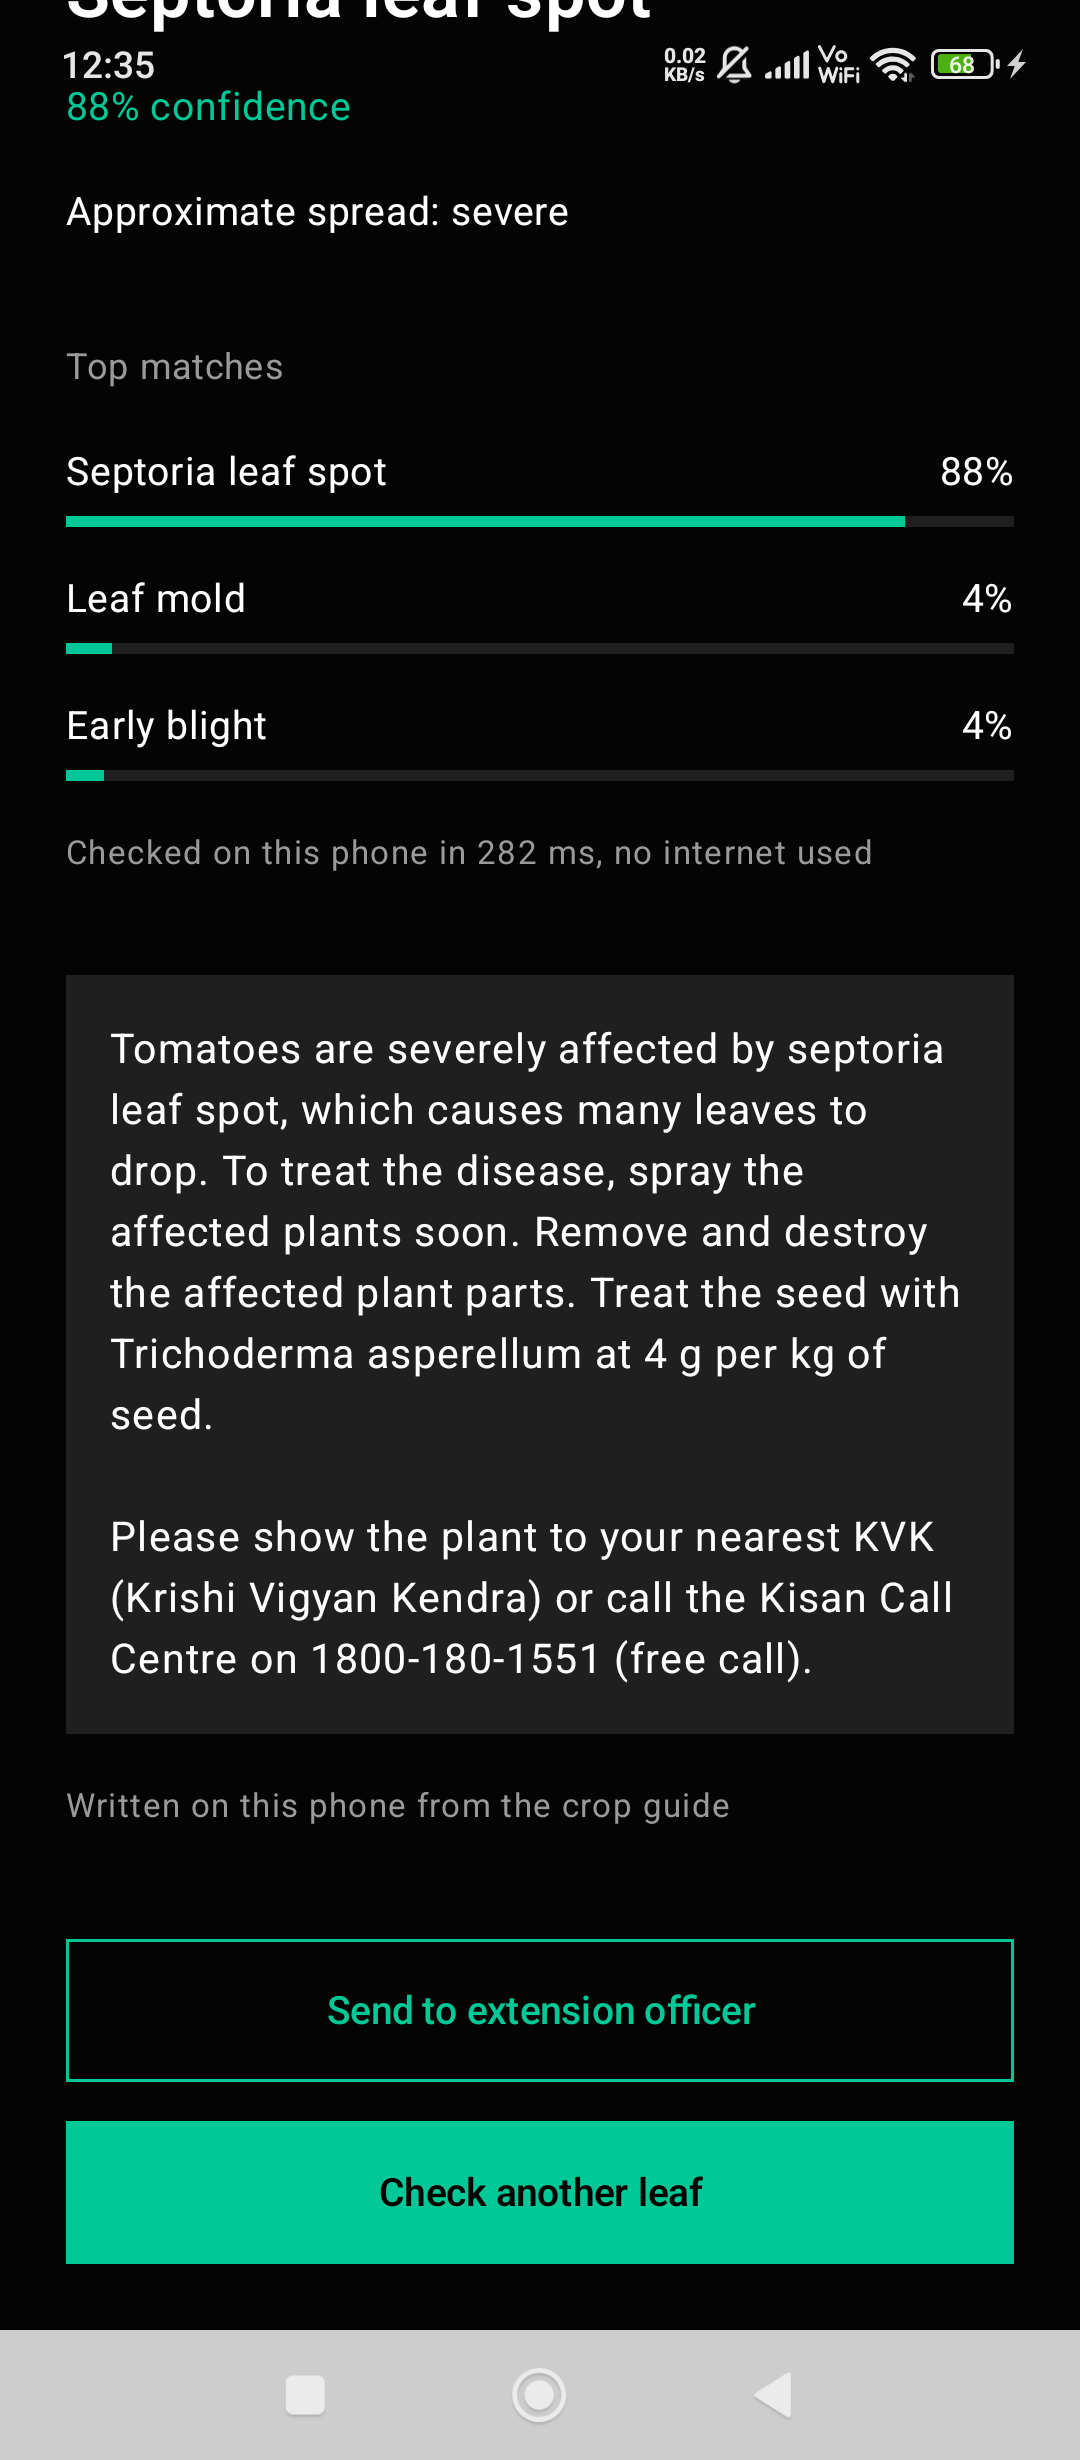 Septoria leaf spot
12:35
0.02
KB/s
Vo
WiFi
68
88% confidence
Approximate spread: severe
Top matches
Septoria leaf spot 88%
Leaf mold 4%
Early blight 4%
Checked on this phone in 282 ms, no internet used
Tomatoes are severely affected by septoria
leaf spot, which causes many leaves to
drop. To treat the disease, spray the
affected plants soon. Remove and destroy
the affected plant parts. Treat the seed with
Trichoderma asperellum at 4 g per kg of
seed.
Please show the plant to your nearest KVK
(Krishi Vigyan Kendra) or call the Kisan Call
Centre on 1800-180-1551 (free call).
Written on this phone from the crop guide
Send to extension officer
Check another leaf